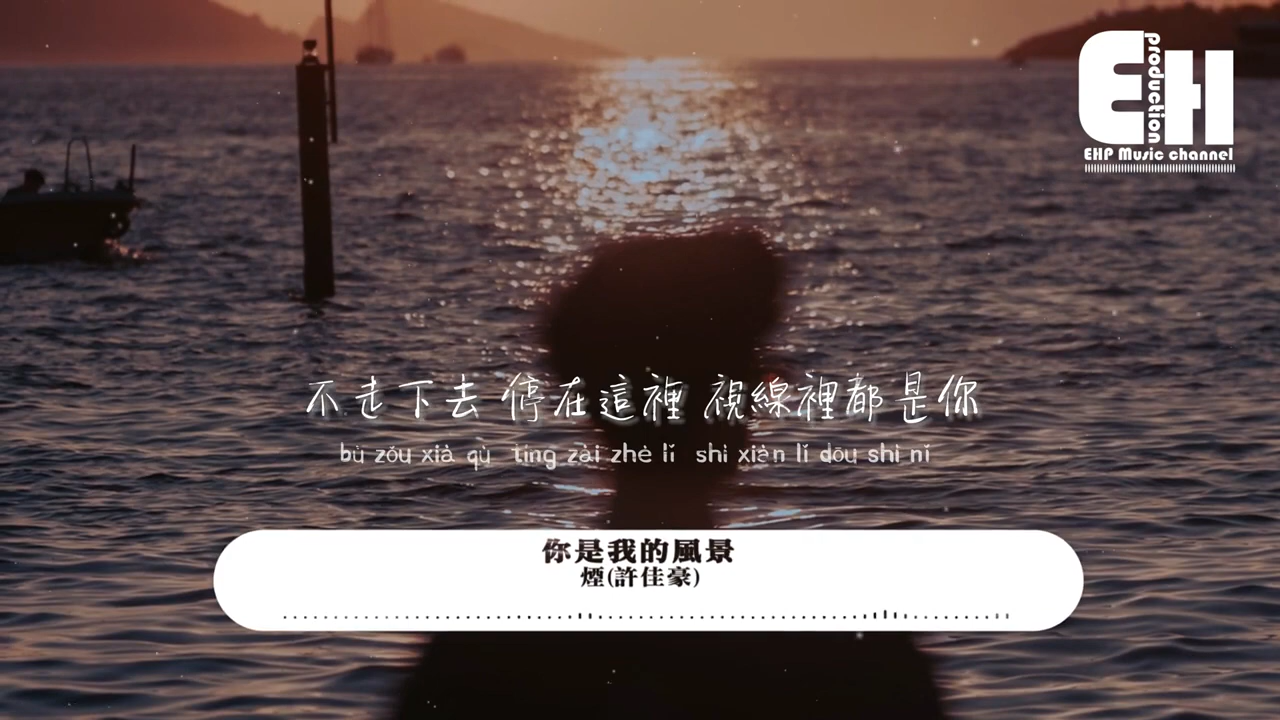 EH
production
EHP Music channel
不走下去 停在這裡 視線裡都是你
bù zǒu xià qù tíng zài zhè lǐ shì xiàn lǐ dōu shì nǐ
你是我的風景
煙(許佳豪)